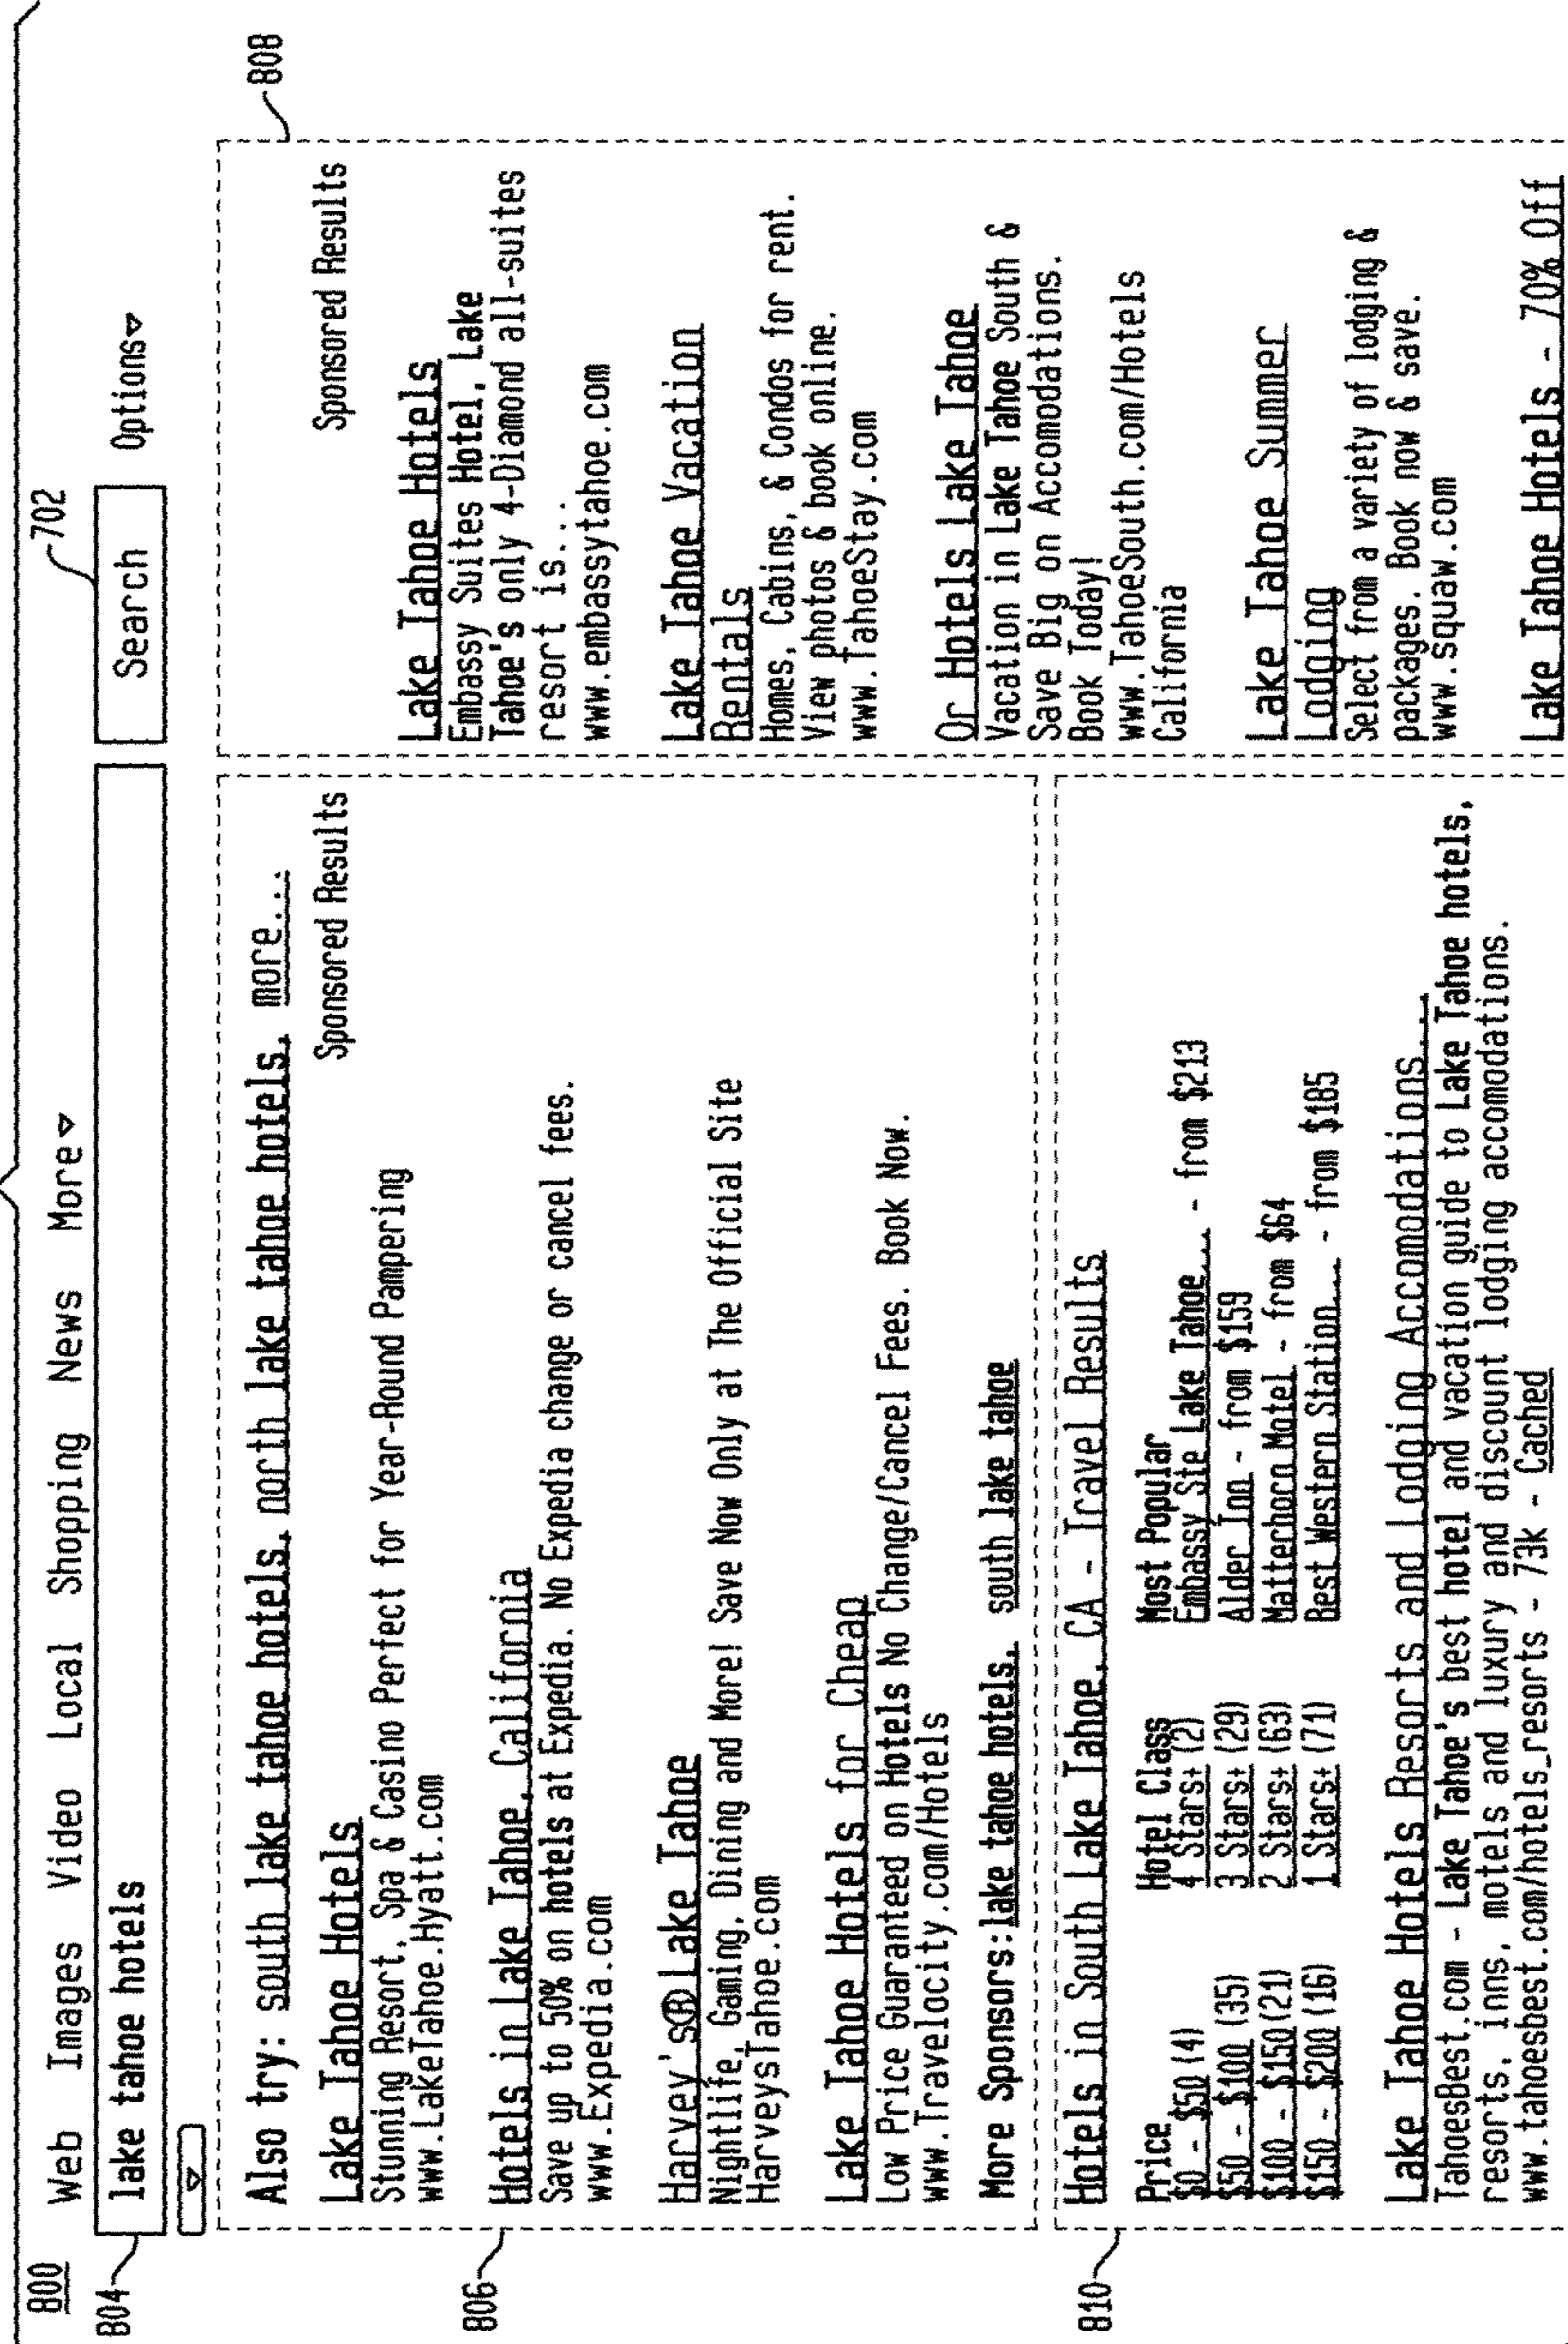 800
Web Images Video Local Shopping News More
804
lake tahoe hotels
Search
702
Options
806
Also try: south lake tahoe hotels, north lake tahoe hotels, more...
Sponsored Results
Lake Tahoe Hotels
Stunning Resort, Spa & Casino Perfect for Year-Round Pampering
www.LakeTahoe.Hyatt.com
Hotels in Lake Tahoe, California
Save up to 50% on hotels at Expedia. No Expedia change or cancel fees.
www.Expedia.com
Harvey's® Lake Tahoe
Nightlife, Gaming, Dining and More! Save Now Only at The Official Site
HarveysTahoe.com
Lake Tahoe Hotels for Cheap
Low Price Guaranteed on Hotels No Change/Cancel Fees. Book Now.
www.Travelocity.com/Hotels
More Sponsors: lake tahoe hotels, south lake tahoe
810
Hotels in South Lake Tahoe, CA - Travel Results
Price
$0 - $50 (4)
$50 - $100 (35)
$100 - $150 (21)
$150 - $200 (16)
Hotel Class
4 Stars+ (2)
3 Stars+ (29)
2 Stars+ (63)
1 Stars+ (71)
Most Popular
Embassy Ste Lake Tahoe... - from $213
Alder Inn - from $159
Matterhorn Motel - from $64
Best Western Station... - from $185
Lake Tahoe Hotels Resorts and Lodging Accomodations...
TahoesBest.com - Lake Tahoe's best hotel and vacation guide to Lake Tahoe hotels,
resorts, inns, motels and luxury and discount lodging accomodations.
www.tahoesbest.com/hotels_resorts - 73k - Cached
808
Sponsored Results
Lake Tahoe Hotels
Embassy Suites Hotel, Lake
Tahoe's only 4-Diamond all-suites
resort is...
www.embassytahoe.com
Lake Tahoe Vacation
Rentals
Homes, Cabins, & Condos for rent.
View photos & book online.
www.TahoeStay.com
Or Hotels Lake Tahoe
Vacation in Lake Tahoe South &
Save Big on Accomodations.
Book Today!
www.TahoeSouth.com/Hotels
California
Lake Tahoe Summer
Lodging
Select from a variety of lodging &
packages. Book now & save.
www.squaw.com
Lake Tahoe Hotels - 70% Off